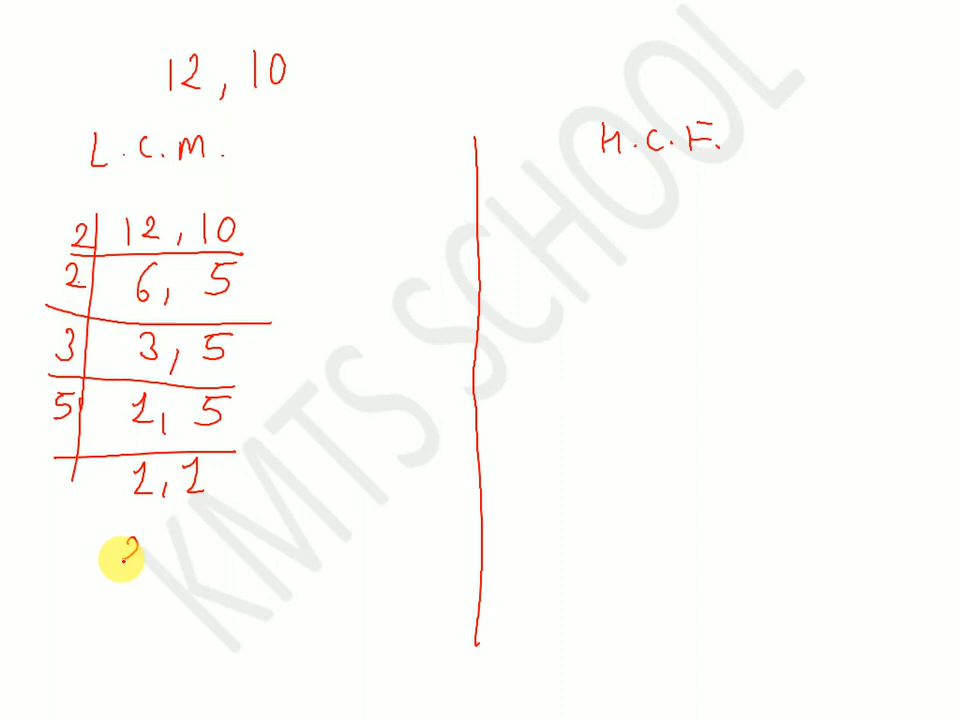 12, 10
L.C.M.
H.C.F.
2 12, 10
2 6, 5
3 3, 5
5 1, 5
1, 1
KMTS SCHOOL